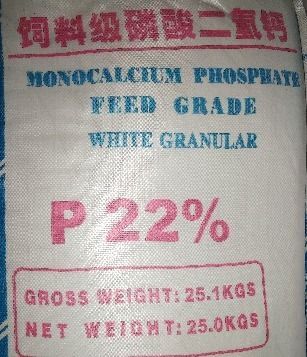 饲料级磷酸二氢钙
MONOCALCIUM PHOSPHATE
FEED GRADE
WHITE GRANULAR
P 22%
GROSS WEIGHT: 25.1KGS
NET WEIGHT: 25.0KGS